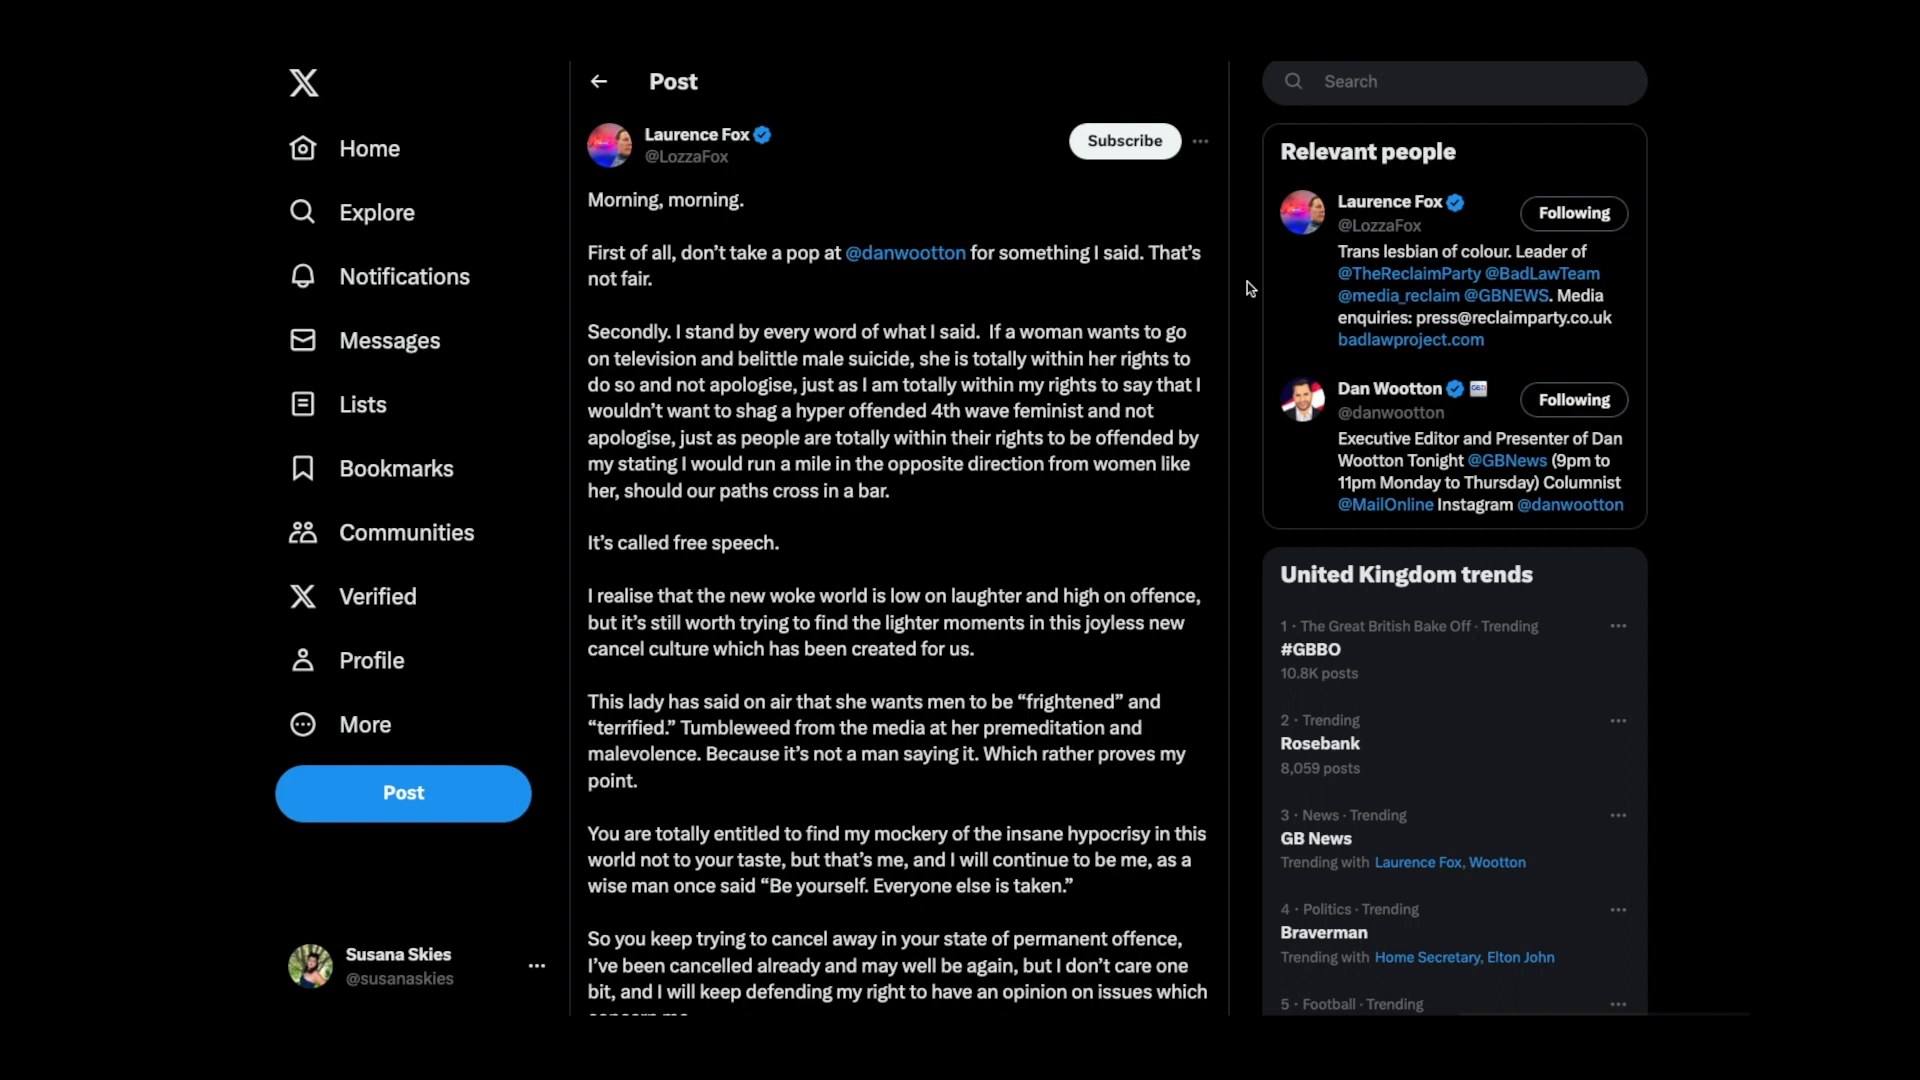 Home
Explore
Notifications
Messages
Lists
Bookmarks
Communities
Verified
Profile
More
Post
Susana Skies
@susanaskies
Post
Laurence Fox
@LozzaFox
Subscribe
Morning, morning.
First of all, don’t take a pop at @danwootton for something I said. That’s
not fair.
Secondly. I stand by every word of what I said.  If a woman wants to go
on television and belittle male suicide, she is totally within her rights to
do so and not apologise, just as I am totally within my rights to say that I
wouldn’t want to shag a hyper offended 4th wave feminist and not
apologise, just as people are totally within their rights to be offended by
my stating I would run a mile in the opposite direction from women like
her, should our paths cross in a bar.
It’s called free speech.
I realise that the new woke world is low on laughter and high on offence,
but it’s still worth trying to find the lighter moments in this joyless new
cancel culture which has been created for us.
This lady has said on air that she wants men to be “frightened” and
“terrified.” Tumbleweed from the media at her premeditation and
malevolence. Because it’s not a man saying it. Which rather proves my
point.
You are totally entitled to find my mockery of the insane hypocrisy in this
world not to your taste, but that’s me, and I will continue to be me, as a
wise man once said “Be yourself. Everyone else is taken.”
So you keep trying to cancel away in your state of permanent offence,
I’ve been cancelled already and may well be again, but I don’t care one
bit, and I will keep defending my right to have an opinion on issues which
Search
Relevant people
Laurence Fox
@LozzaFox
Following
Trans lesbian of colour. Leader of
@TheReclaimParty @BadLawTeam
@media_reclaim @GBNEWS. Media
enquiries: press@reclaimparty.co.uk
badlawproject.com
Dan Wootton
@danwootton
Following
Executive Editor and Presenter of Dan
Wootton Tonight @GBNews (9pm to
11pm Monday to Thursday) Columnist
@MailOnline Instagram @danwootton
United Kingdom trends
1 · The Great British Bake Off · Trending
#GBBO
10.8K posts
2 · Trending
Rosebank
8,059 posts
3 · News · Trending
GB News
Trending with Laurence Fox, Wootton
4 · Politics · Trending
Braverman
Trending with Home Secretary, Elton John
5 · Football · Trending